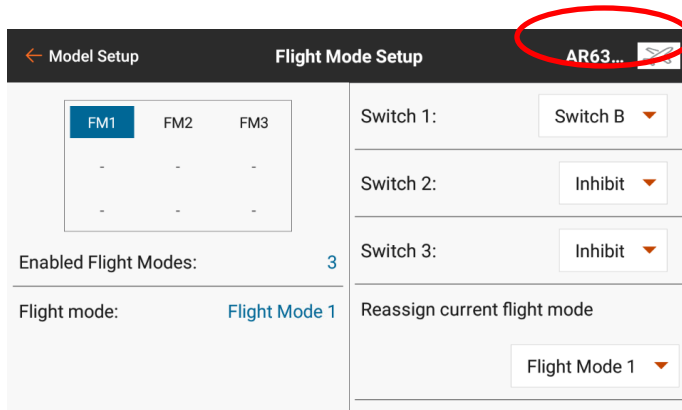 ← Model Setup Flight Mode Setup AR63...
FM1 FM2 FM3
- - -
- - -
Enabled Flight Modes: 3
Flight mode: Flight Mode 1
Switch 1: Switch B
Switch 2: Inhibit
Switch 3: Inhibit
Reassign current flight mode
Flight Mode 1